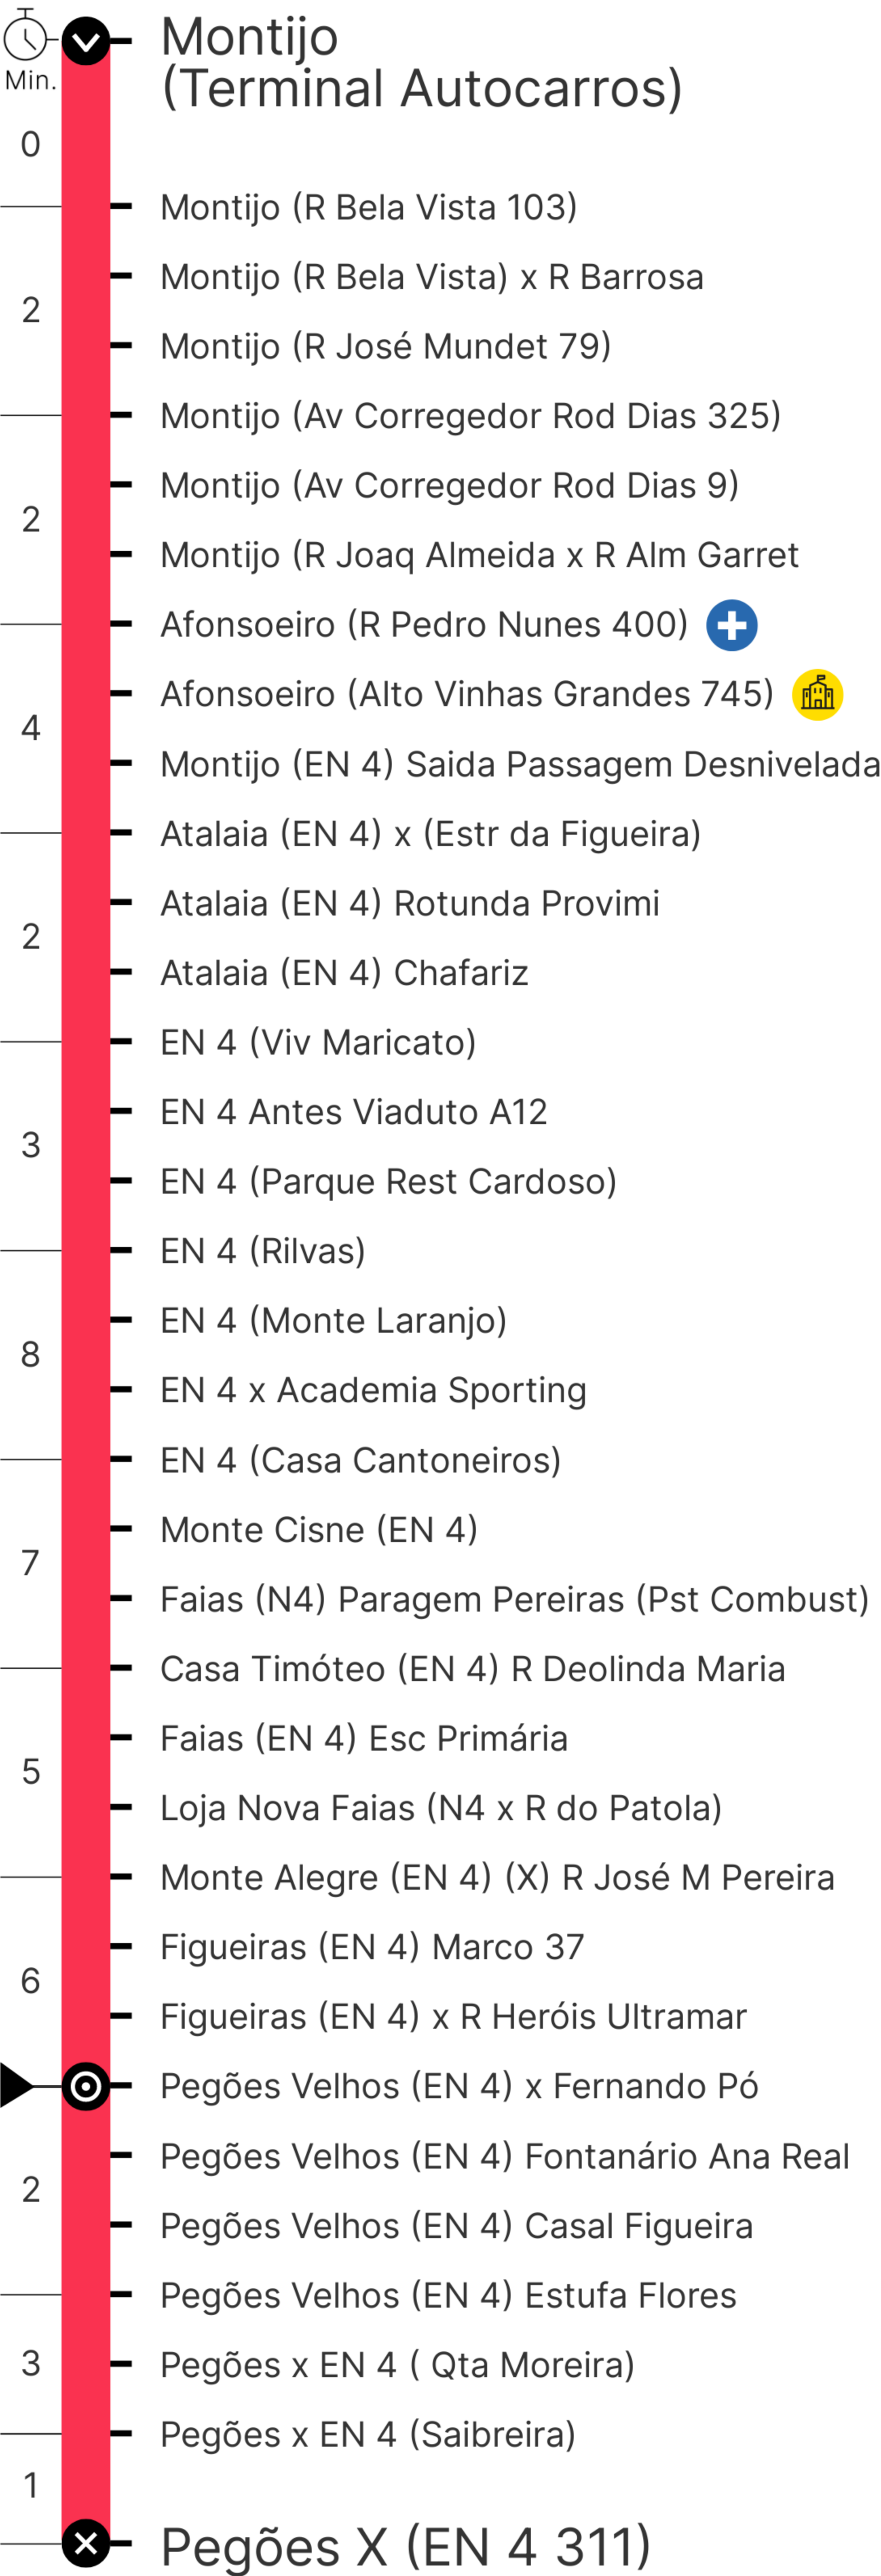 Montijo
(Terminal Autocarros)
Min.
0
Montijo (R Bela Vista 103)
Montijo (R Bela Vista) x R Barrosa
2
Montijo (R José Mundet 79)
Montijo (Av Corregedor Rod Dias 325)
Montijo (Av Corregedor Rod Dias 9)
2
Montijo (R Joaq Almeida x R Alm Garret
Afonsoeiro (R Pedro Nunes 400)
Afonsoeiro (Alto Vinhas Grandes 745)
4
Montijo (EN 4) Saida Passagem Desnivelada
Atalaia (EN 4) x (Estr da Figueira)
Atalaia (EN 4) Rotunda Provimi
2
Atalaia (EN 4) Chafariz
EN 4 (Viv Maricato)
EN 4 Antes Viaduto A12
3
EN 4 (Parque Rest Cardoso)
EN 4 (Rilvas)
EN 4 (Monte Laranjo)
8
EN 4 x Academia Sporting
EN 4 (Casa Cantoneiros)
Monte Cisne (EN 4)
7
Faias (N4) Paragem Pereiras (Pst Combust)
Casa Timóteo (EN 4) R Deolinda Maria
Faias (EN 4) Esc Primária
5
Loja Nova Faias (N4 x R do Patola)
Monte Alegre (EN 4) (X) R José M Pereira
Figueiras (EN 4) Marco 37
6
Figueiras (EN 4) x R Heróis Ultramar
Pegões Velhos (EN 4) x Fernando Pó
Pegões Velhos (EN 4) Fontanário Ana Real
2
Pegões Velhos (EN 4) Casal Figueira
Pegões Velhos (EN 4) Estufa Flores
3
Pegões x EN 4 ( Qta Moreira)
Pegões x EN 4 (Saibreira)
1
Pegões X (EN 4 311)